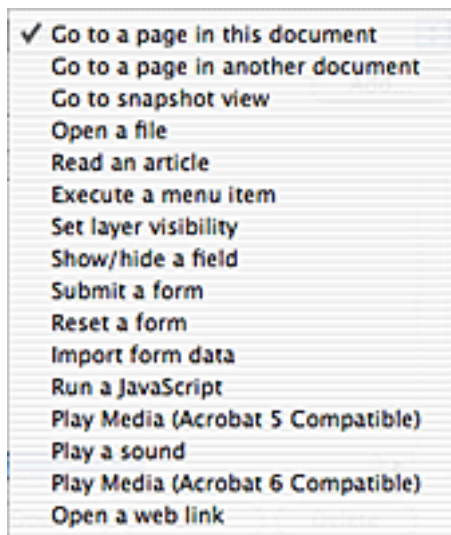 ✓ Go to a page in this document
Go to a page in another document
Go to snapshot view
Open a file
Read an article
Execute a menu item
Set layer visibility
Show/hide a field
Submit a form
Reset a form
Import form data
Run a JavaScript
Play Media (Acrobat 5 Compatible)
Play a sound
Play Media (Acrobat 6 Compatible)
Open a web link